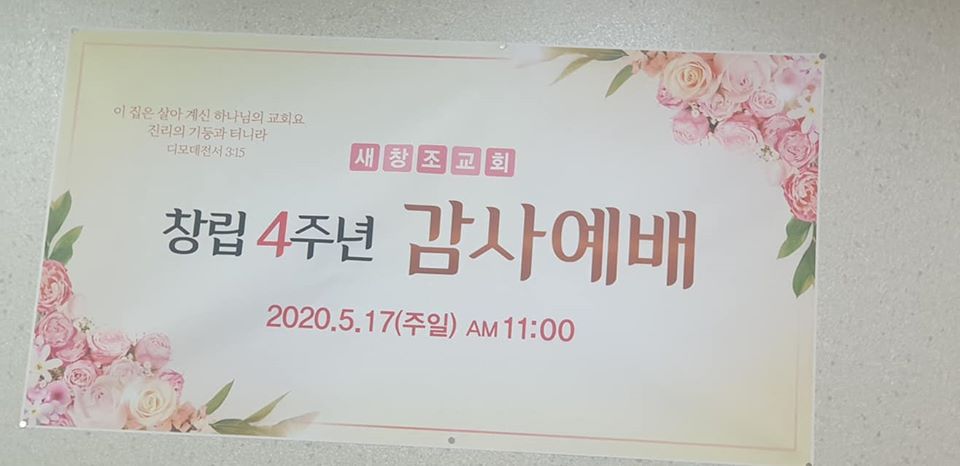 이 집은 살아 계신 하나님의 교회요
진리의 기둥과 터니라
디모데전서 3:15
새창조교회
창립 4주년 감사예배
2020.5.17(주일) AM 11:00